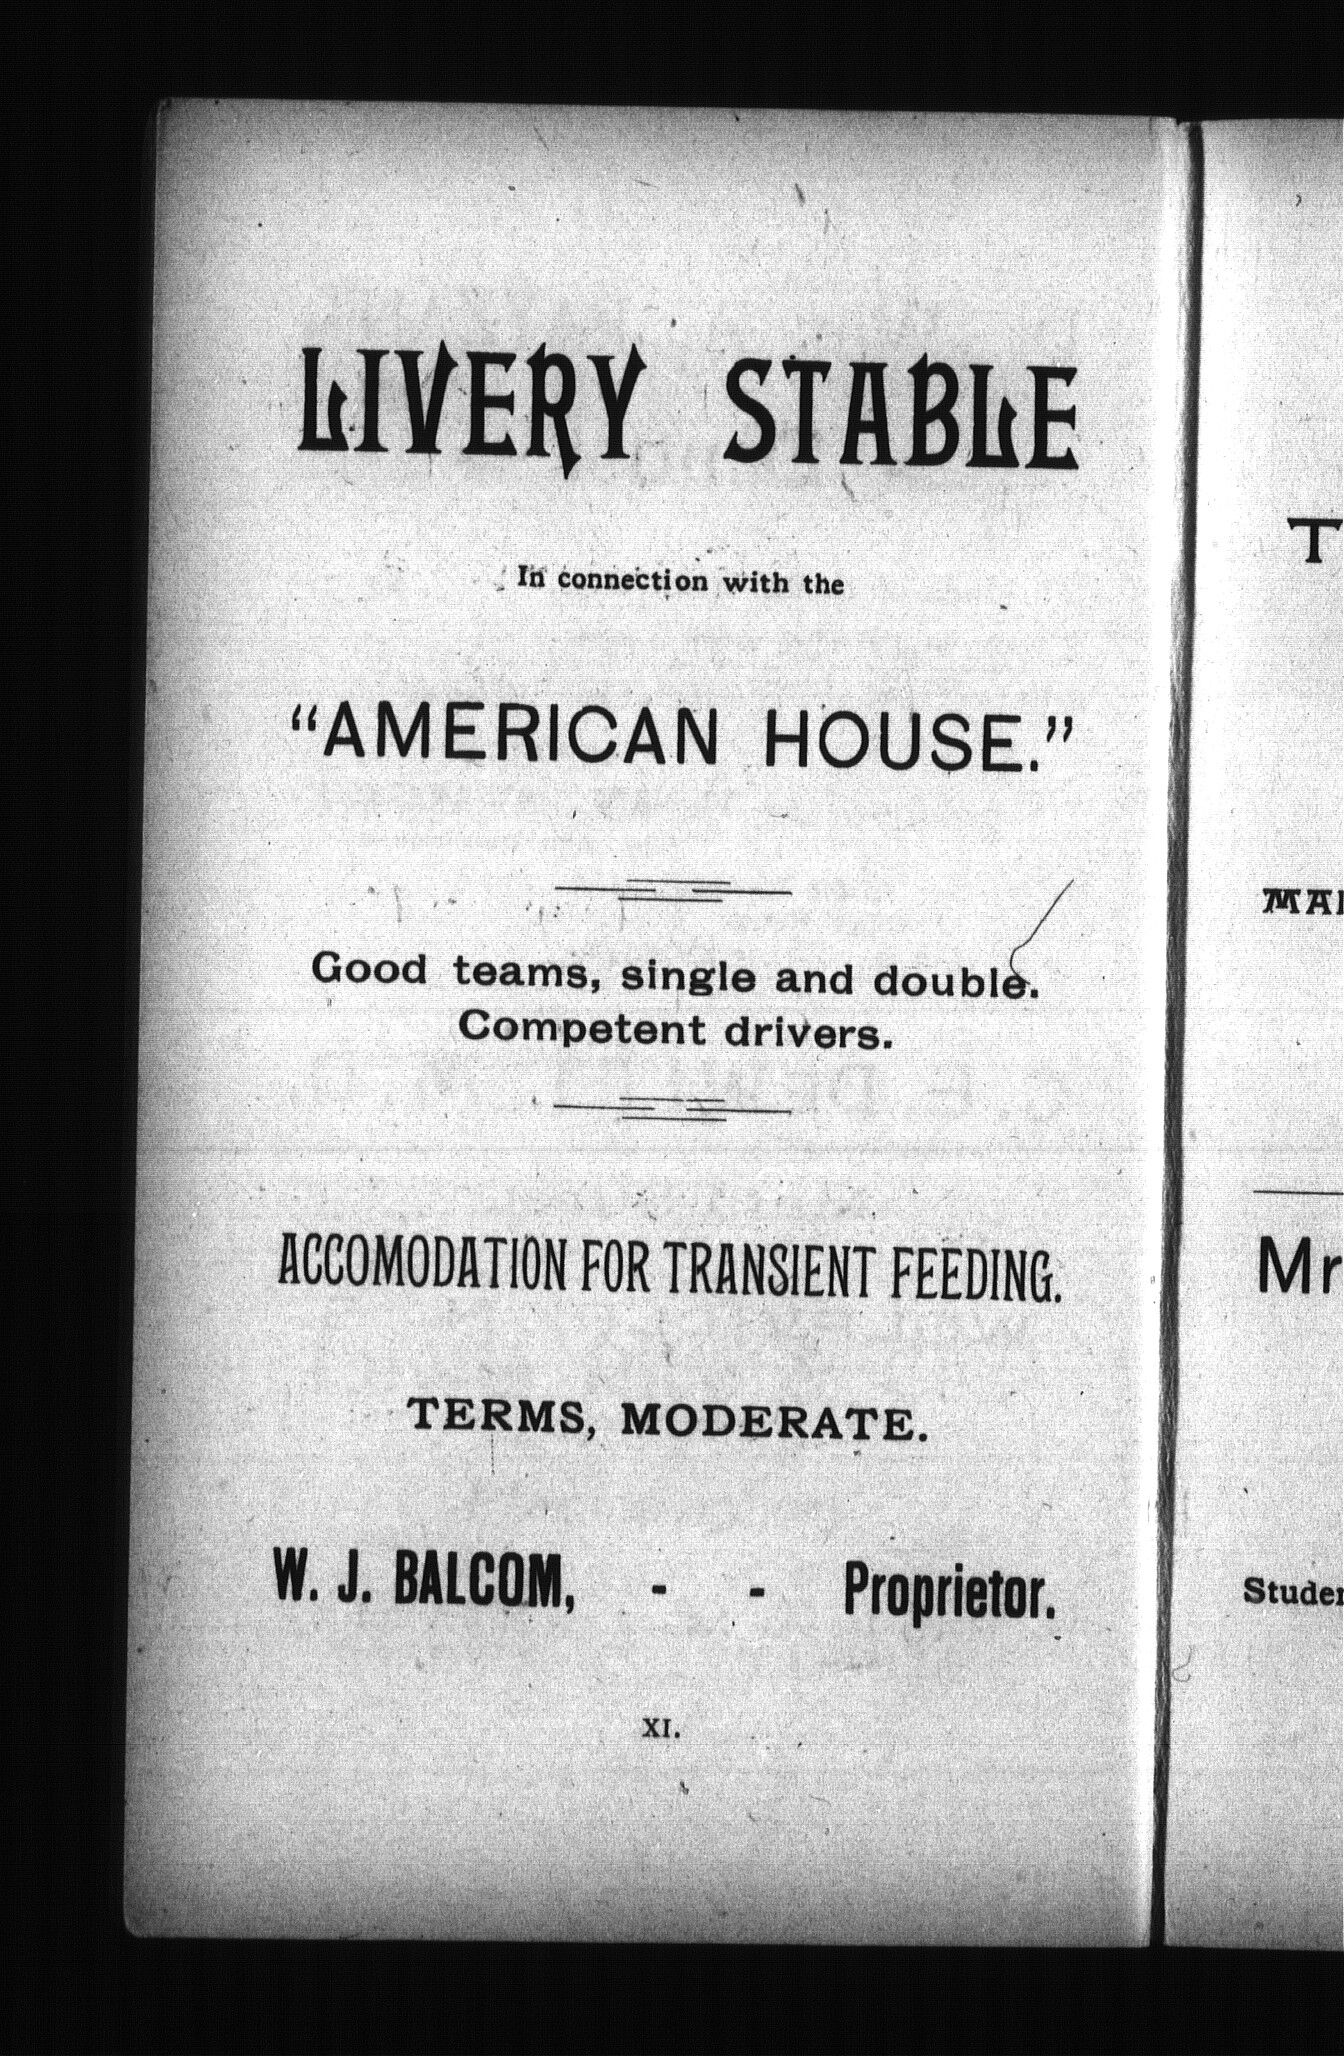 LIVERY STABLE
In connection with the
“AMERICAN HOUSE.”
Good teams, single and double.
Competent drivers.
ACCOMODATION FOR TRANSIENT FEEDING.
TERMS, MODERATE.
W. J. BALCOM, - - Proprietor.
XI.
T
Mr